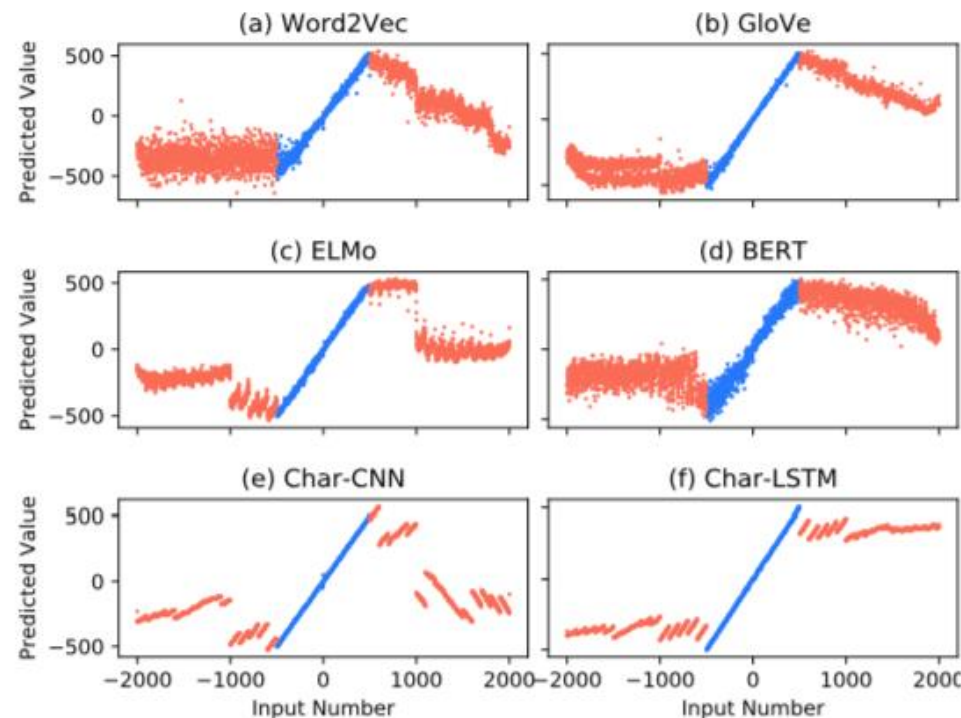 (a) Word2Vec
(b) GloVe
Predicted Value
500
0
−500
(c) ELMo
(d) BERT
Predicted Value
500
0
−500
(e) Char-CNN
(f) Char-LSTM
Predicted Value
500
0
−500
−2000 −1000 0 1000 2000
−2000 −1000 0 1000 2000
Input Number
Input Number